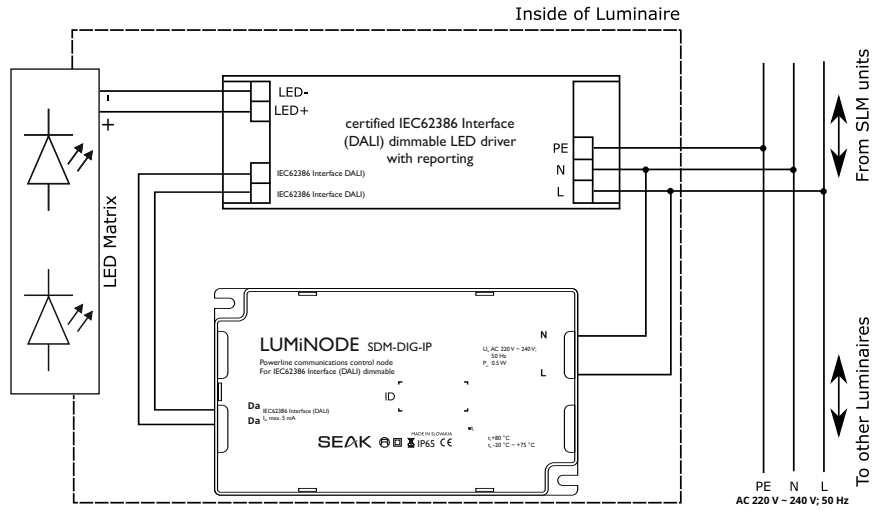 Inside of Luminaire
LED-
LED+
certified IEC62386 Interface
(DALI) dimmable LED driver
with reporting
PE
N
L
IEC62386 Interface DALI)
IEC62386 Interface DALI)
-
+
LED Matrix
From SLM units
LUMiNODE SDM-DIG-IP
Powerline communications control node
For IEC62386 Interface (DALI) dimmable
AC 220 V ~ 240 V;
50 Hz
0.5 W
N
L
ID
Da
IEC62386 Interface (DALI)
Da
max. 5 mA
MADE IN SLOVAKIA
SEAK IP65 CE
+80 °C
-20 °C ~ +75 °C
To other Luminaires
PE N L
AC 220 V ~ 240 V; 50 Hz